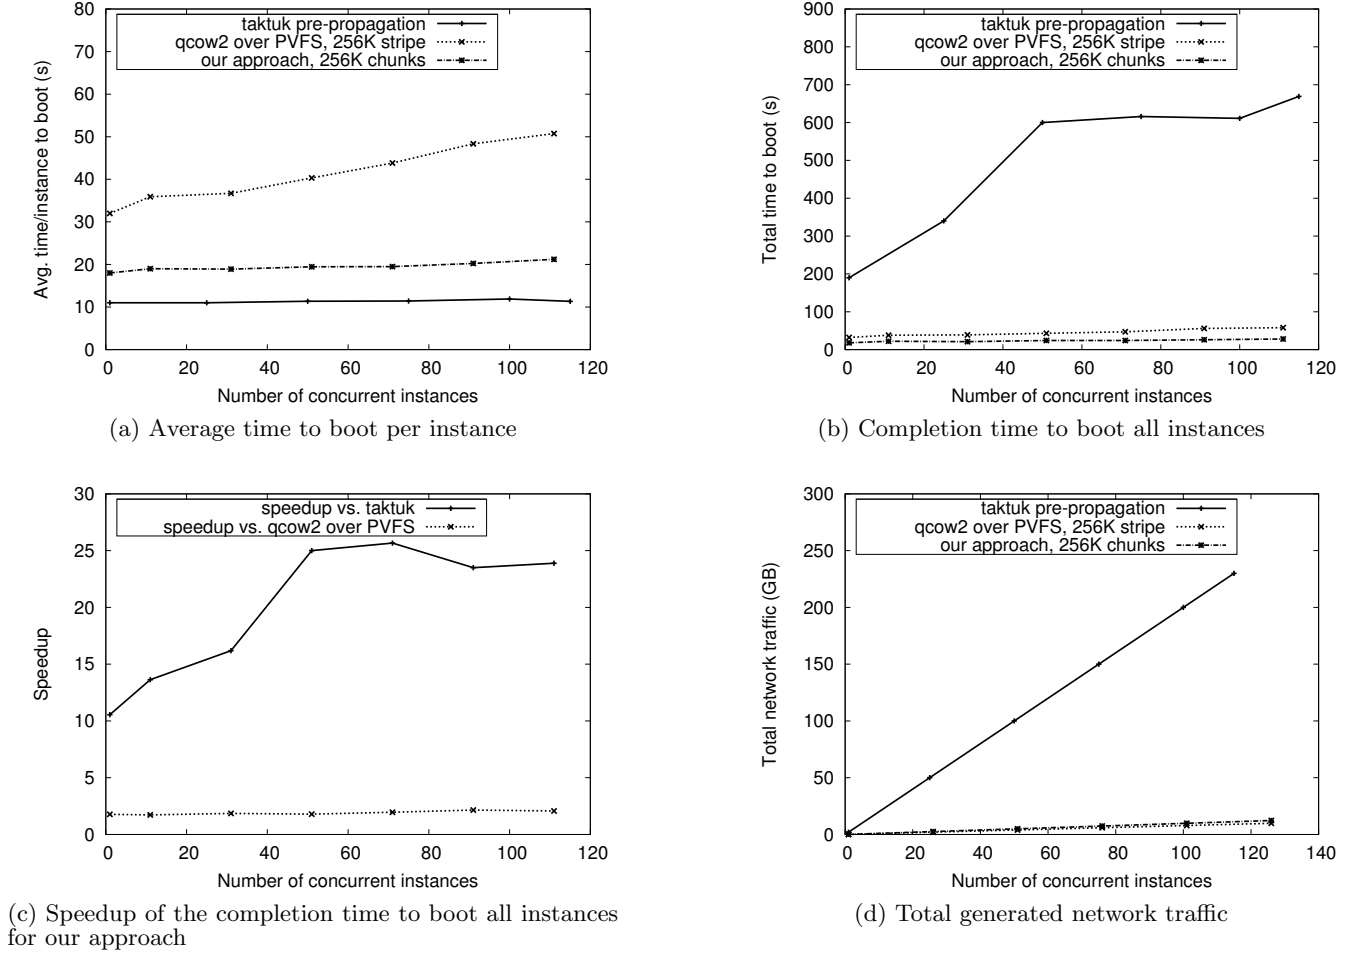 80
70
60
50
40
30
20
10
0
Avg. time/instance to boot (s)
taktuk pre-propagation
qcow2 over PVFS, 256K stripe
our approach, 256K chunks
0 20 40 60 80 100 120
Number of concurrent instances
(a) Average time to boot per instance
900
800
700
600
500
400
300
200
100
0
Total time to boot (s)
taktuk pre-propagation
qcow2 over PVFS, 256K stripe
our approach, 256K chunks
0 20 40 60 80 100 120
Number of concurrent instances
(b) Completion time to boot all instances
30
25
20
15
10
5
0
Speedup
speedup vs. taktuk
speedup vs. qcow2 over PVFS
0 20 40 60 80 100 120
Number of concurrent instances
(c) Speedup of the completion time to boot all instances
for our approach
300
250
200
150
100
50
0
Total network traffic (GB)
taktuk pre-propagation
qcow2 over PVFS, 256K stripe
our approach, 256K chunks
0 20 40 60 80 100 120 140
Number of concurrent instances
(d) Total generated network traffic